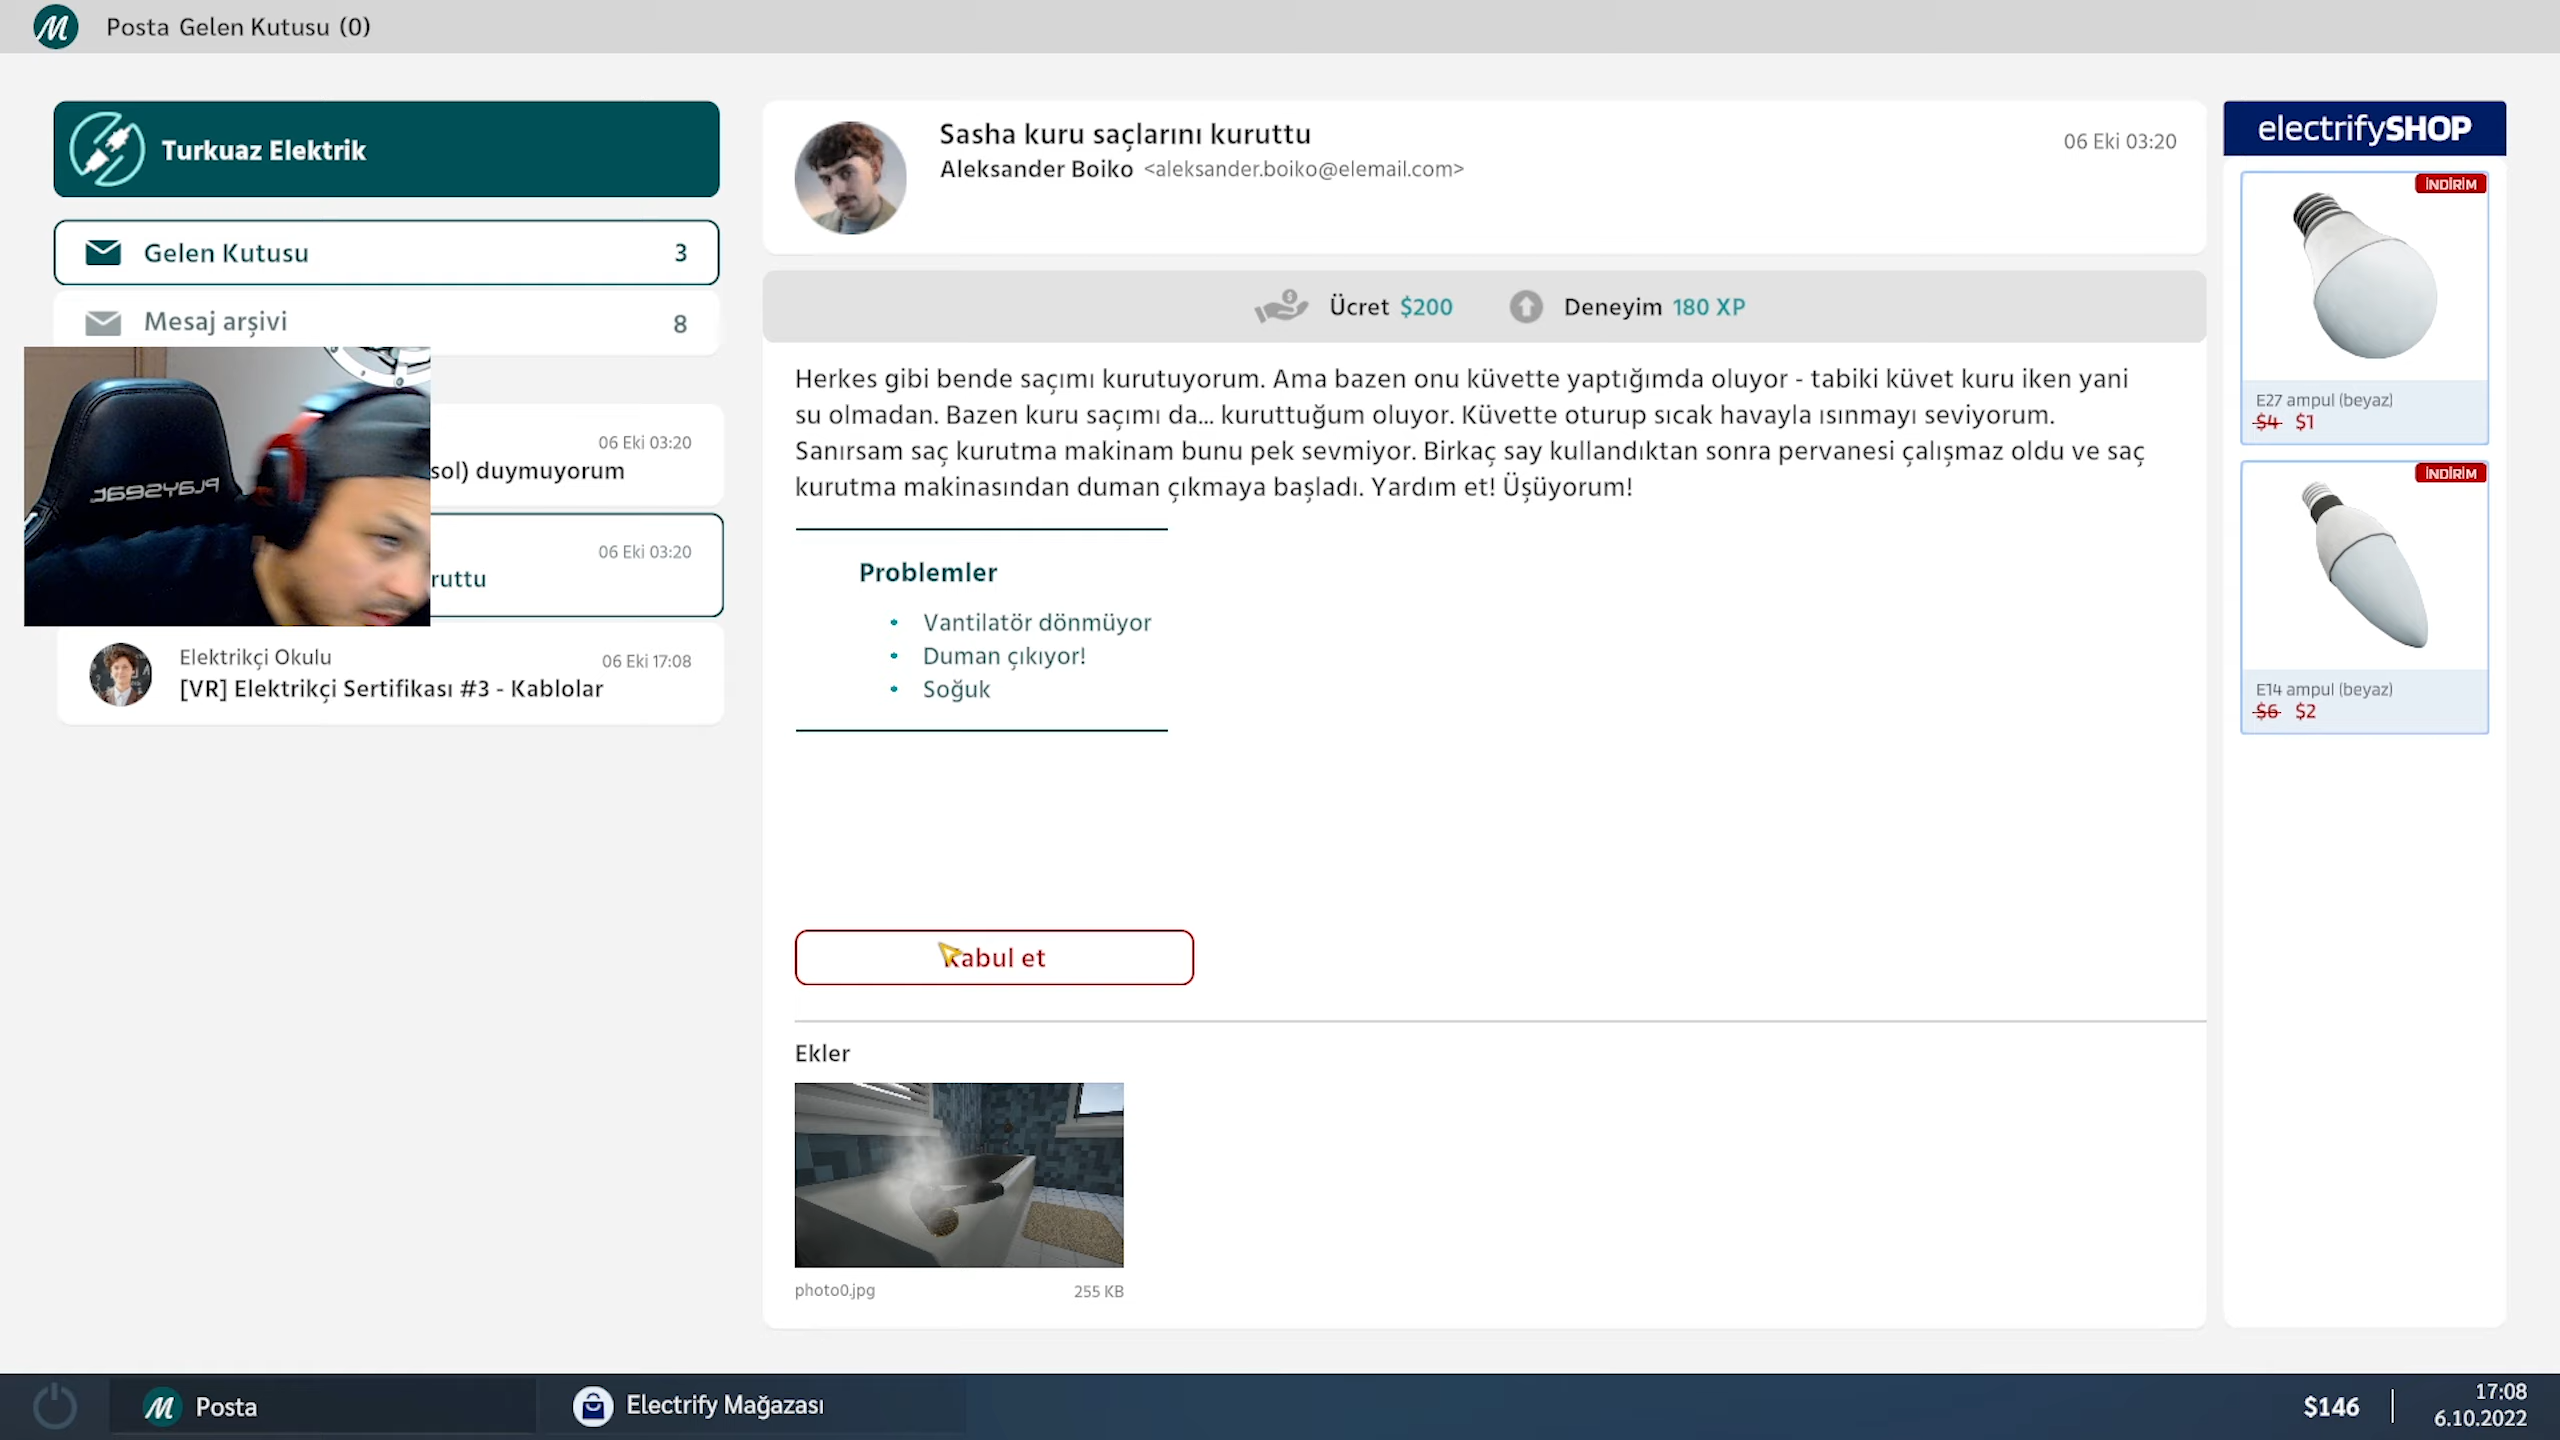 Posta Gelen Kutusu (0)
Turkuaz Elektrik
Gelen Kutusu 3
Mesaj arşivi 8
06 Eki 03:20
sol) duymuyorum
06 Eki 03:20
ruttu
Elektrikçi Okulu 06 Eki 17:08
[VR] Elektrikçi Sertifikası #3 - Kablolar
PLAYSEAT
Sasha kuru saçlarını kuruttu
Aleksander Boiko <aleksander.boiko@elemail.com>
06 Eki 03:20
Ücret $200 Deneyim 180 XP
Herkes gibi bende saçımı kurutuyorum. Ama bazen onu küvette yaptığımda oluyor - tabiki küvet kuru iken yani
su olmadan. Bazen kuru saçımı da... kuruttuğum oluyor. Küvette oturup sıcak havayla ısınmayı seviyorum.
Sanırsam saç kurutma makinam bunu pek sevmiyor. Birkaç say kullandıktan sonra pervanesi çalışmaz oldu ve saç
kurutma makinasından duman çıkmaya başladı. Yardım et! Üşüyorum!
Problemler
• Vantilatör dönmüyor
• Duman çıkıyor!
• Soğuk
Kabul et
Ekler
photo0.jpg 255 KB
electrifySHOP
İNDİRİM
E27 ampul (beyaz)
$4 $1
İNDİRİM
E14 ampul (beyaz)
$6 $2
Posta
Electrify Mağazası
$146
17:08
6.10.2022